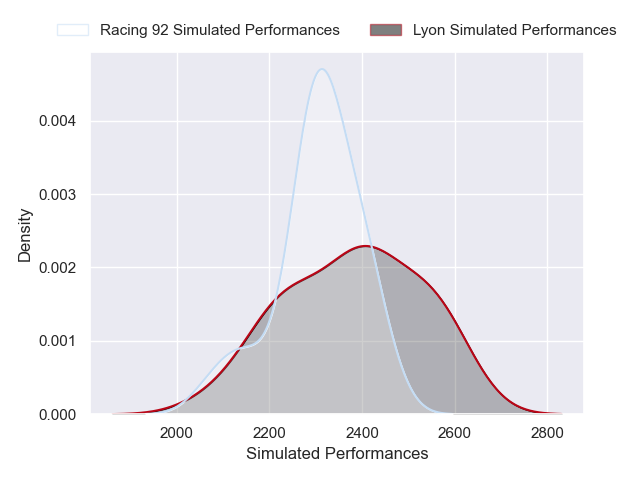 Racing 92 Simulated Performances
Lyon Simulated Performances
Density
0.004
0.003
0.002
0.001
0.000
2000
2200
2400
2600
2800
Simulated Performances